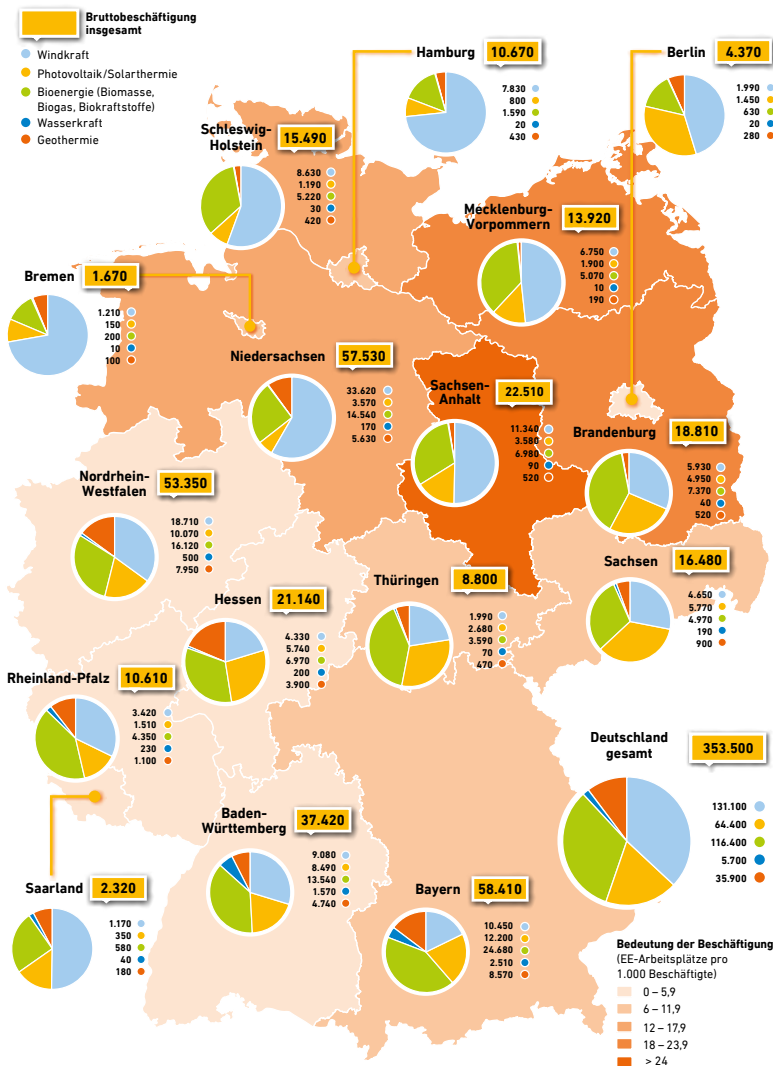 Bruttobeschäftigung
insgesamt
Windkraft
Photovoltaik/Solarthermie
Bioenergie (Biomasse,
Biogas, Biokraftstoffe)
Wasserkraft
Geothermie
Hamburg 10.670
7.830
800
1.590
20
430
Berlin 4.370
1.990
1.450
630
20
280
Schleswig-
Holstein 15.490
8.630
1.190
5.220
30
420
Mecklenburg-
Vorpommern 13.920
6.750
1.900
5.070
10
190
Bremen 1.670
1.210
150
200
10
100
Niedersachsen 57.530
33.620
3.570
14.540
170
5.630
Sachsen-
Anhalt 22.510
11.340
3.580
6.980
90
520
Brandenburg 18.810
5.930
4.950
7.370
40
520
Nordrhein-
Westfalen 53.350
18.710
10.070
16.120
500
7.950
Hessen 21.140
4.330
5.740
6.970
200
3.900
Thüringen 8.800
1.990
2.680
3.590
70
470
Sachsen 16.480
4.650
5.770
4.970
190
900
Rheinland-Pfalz 10.610
3.420
1.510
4.350
230
1.100
Deutschland
gesamt 353.500
131.100
64.400
116.400
5.700
35.900
Baden-
Württemberg 37.420
9.080
8.490
13.540
1.570
4.740
Saarland 2.320
1.170
350
580
40
180
Bayern 58.410
10.450
12.200
24.680
2.510
8.570
Bedeutung der Beschäftigung
(EE-Arbeitsplätze pro
1.000 Beschäftigte)
0 – 5,9
6 – 11,9
12 – 17,9
18 – 23,9
> 24